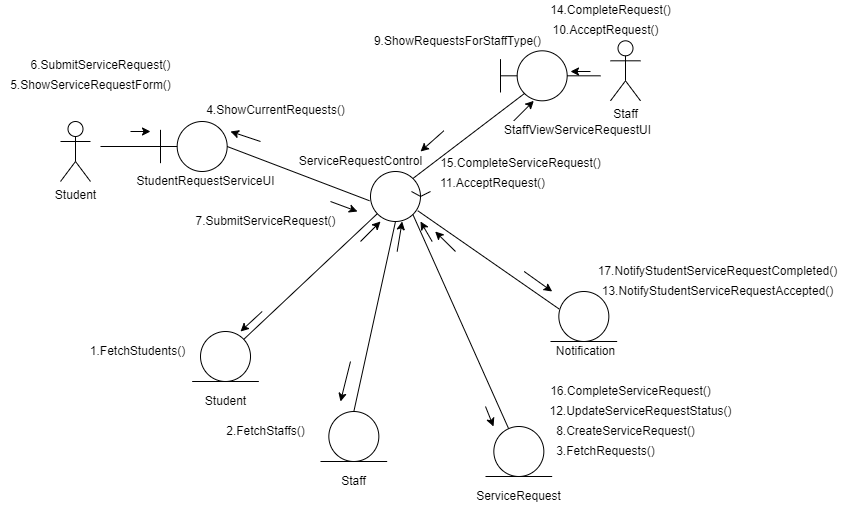 14.CompleteRequest()
10.AcceptRequest()
9.ShowRequestsForStaffType()
6.SubmitServiceRequest()
5.ShowServiceRequestForm()
4.ShowCurrentRequests()
Staff
StaffViewServiceRequestUI
ServiceRequestControl
15.CompleteServiceRequest()
11.AcceptRequest()
StudentRequestServiceUI
Student
7.SubmitServiceRequest()
17.NotifyStudentServiceRequestCompleted()
13.NotifyStudentServiceRequestAccepted()
1.FetchStudents()
Notification
Student
16.CompleteServiceRequest()
12.UpdateServiceRequestStatus()
2.FetchStaffs()
8.CreateServiceRequest()
3.FetchRequests()
Staff
ServiceRequest